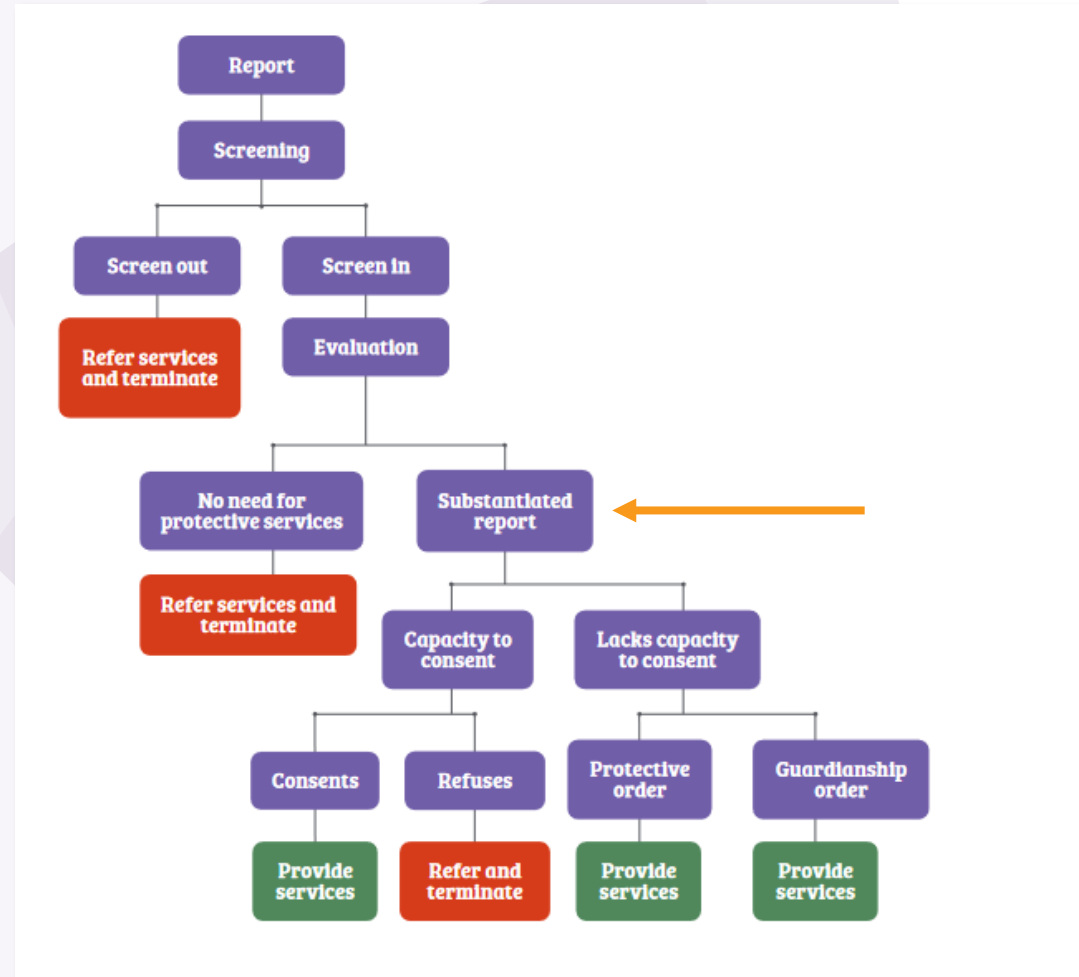 Report
Screening
Screen out
Screen in
Refer services
and terminate
Evaluation
No need for
protective services
Substantiated
report
Refer services and
terminate
Capacity to
consent
Lacks capacity
to consent
Consents
Refuses
Protective
order
Guardianship
order
Provide
services
Refer and
terminate
Provide
services
Provide
services